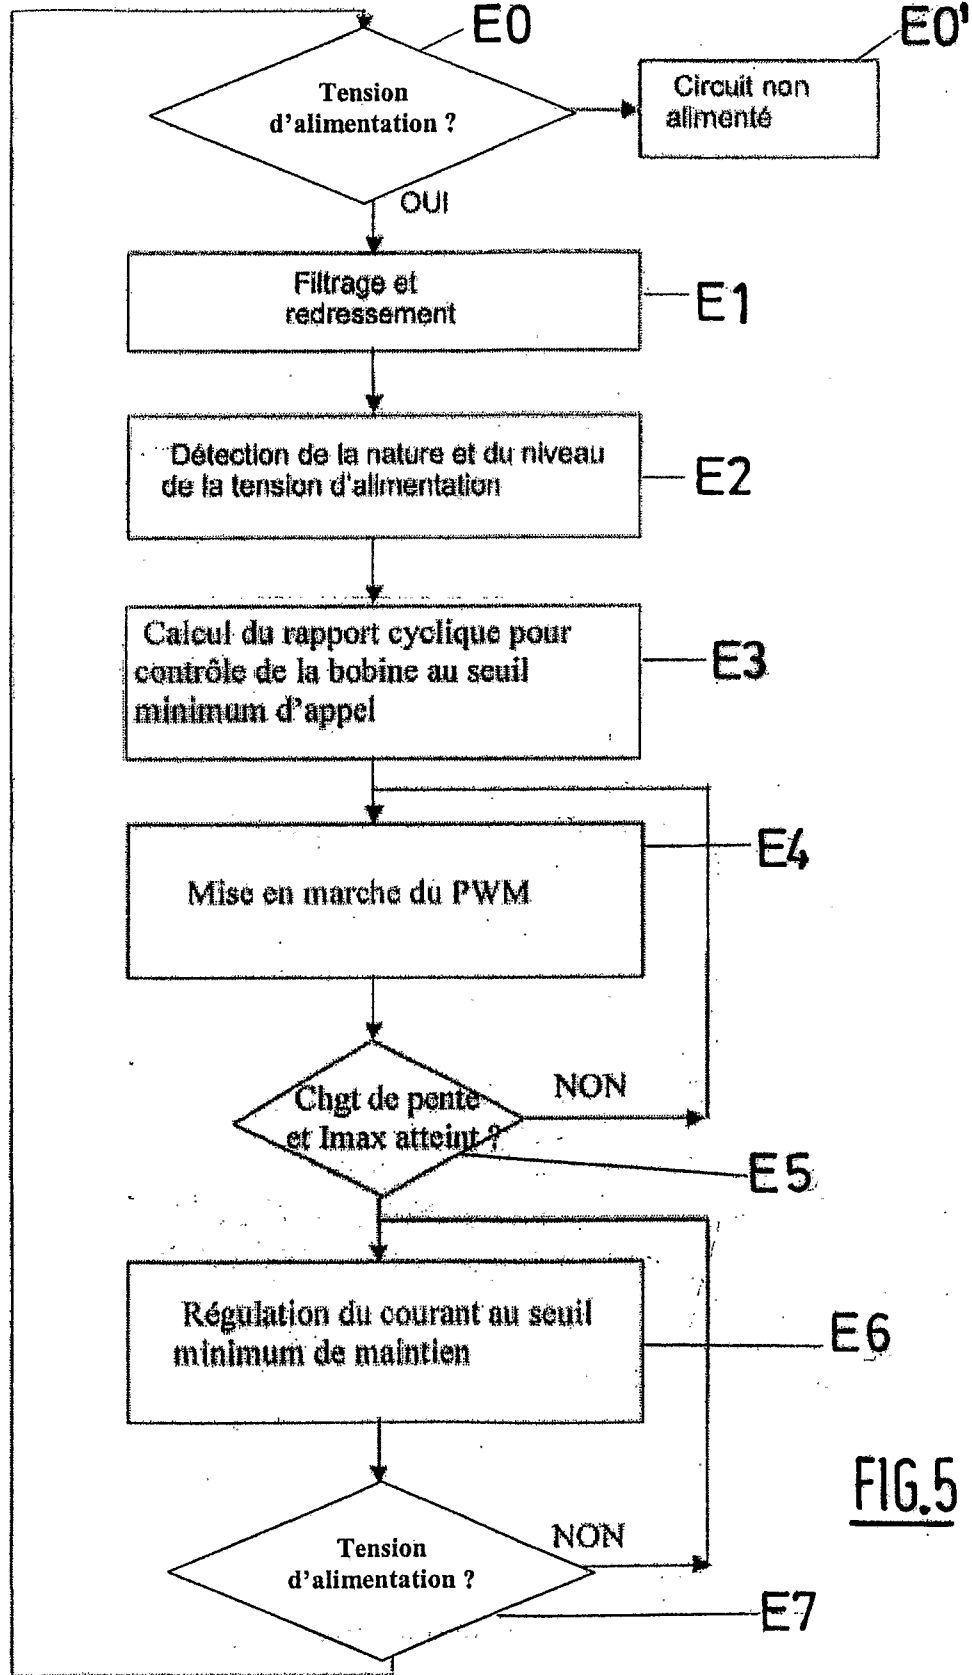 E0
E0'
Tension
d'alimentation ?
Circuit non
alimenté
OUI
Filtrage et
redressement
E1
Détection de la nature et du niveau
de la tension d'alimentation
E2
Calcul du rapport cyclique pour
contrôle de la bobine au seuil
minimum d'appel
E3
Mise en marche du PWM
E4
Chgt de pente
et Imax atteint ?
NON
E5
Régulation du courant au seuil
minimum de maintien
E6
FIG.5
Tension
d'alimentation ?
NON
E7